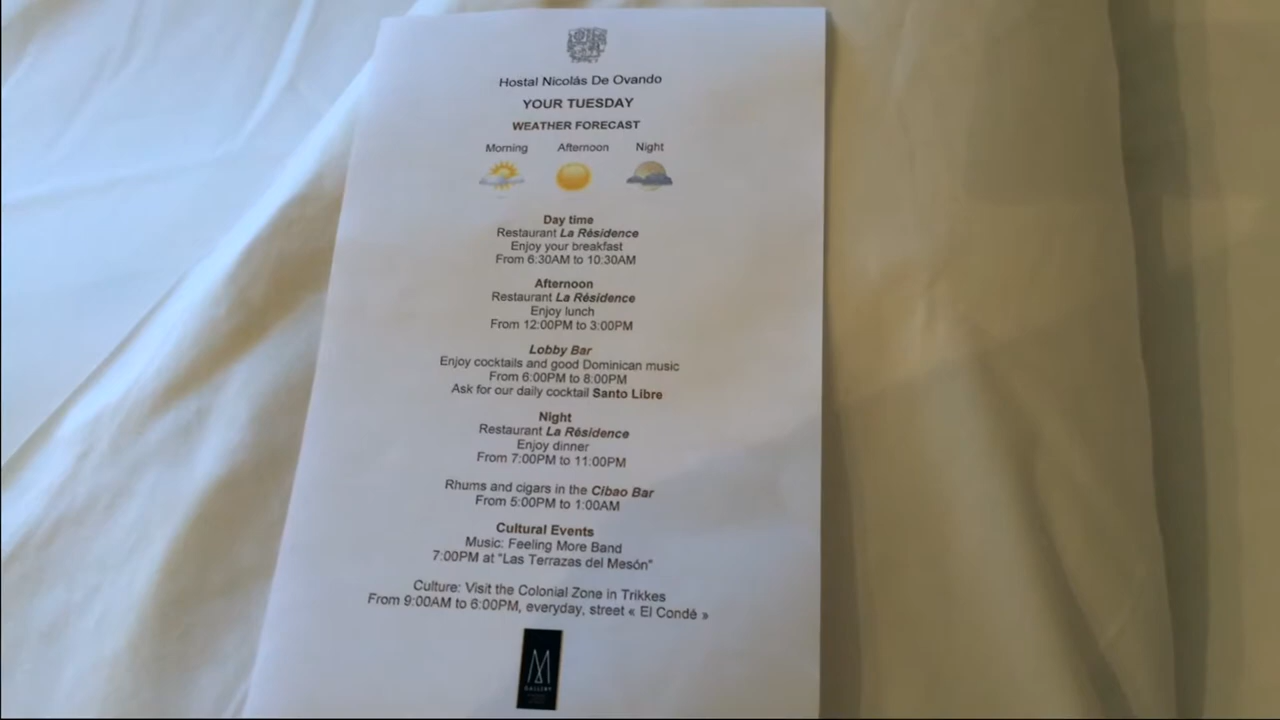 Hostal Nicolás De Ovando
YOUR TUESDAY
WEATHER FORECAST
Morning Afternoon Night
Day time
Restaurant La Résidence
Enjoy your breakfast
From 6:30AM to 10:30AM
Afternoon
Restaurant La Résidence
Enjoy lunch
From 12:00PM to 3:00PM
Lobby Bar
Enjoy cocktails and good Dominican music
From 6:00PM to 8:00PM
Ask for our daily cocktail Santo Libre
Night
Restaurant La Résidence
Enjoy dinner
From 7:00PM to 11:00PM
Rhums and cigars in the Cibao Bar
From 5:00PM to 1:00AM
Cultural Events
Music: Feeling More Band
7:00PM at "Las Terrazas del Mesón"
Culture: Visit the Colonial Zone in Trikkes
From 9:00AM to 6:00PM, everyday, street « El Condé »
M
GALLERY